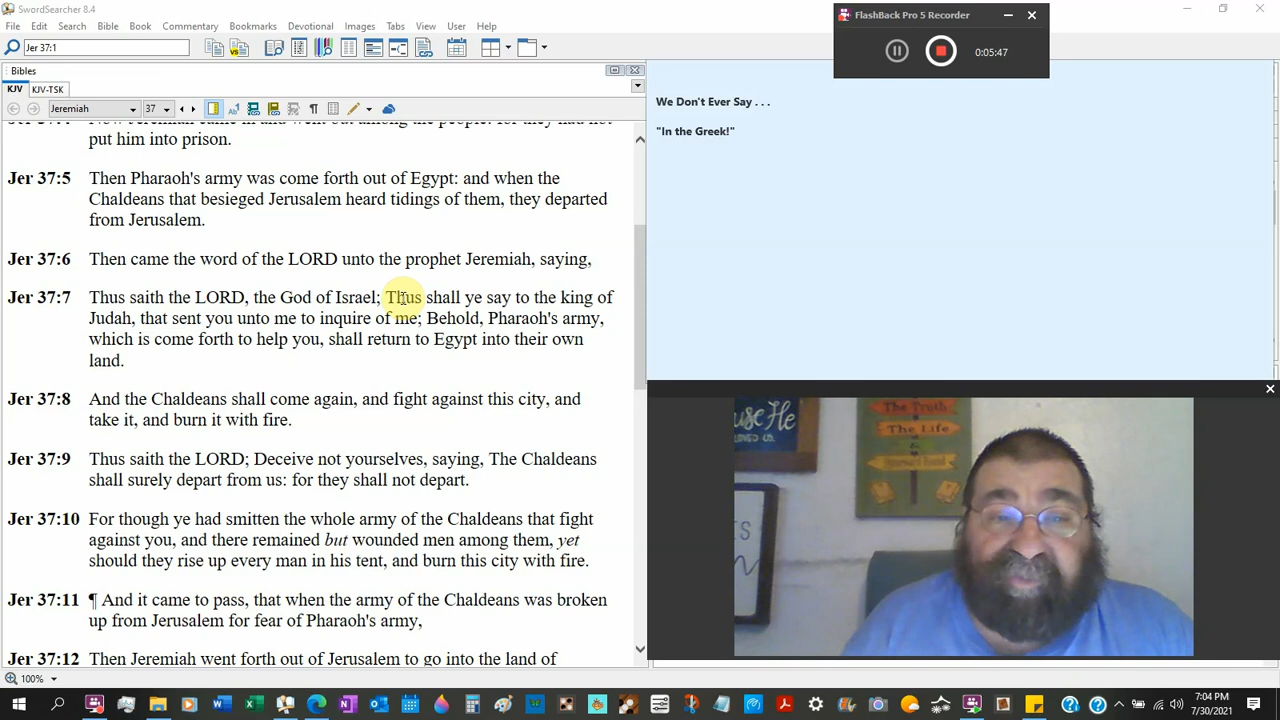 SwordSearcher 8.4
File Edit Search Bible Book Commentary Bookmarks Devotional Images Tabs View User Help
Jer 37:1
Bibles
KJV KJV-TSK
Jeremiah 37
put him into prison.
Jer 37:5 Then Pharaoh's army was come forth out of Egypt: and when the
Chaldeans that besieged Jerusalem heard tidings of them, they departed
from Jerusalem.
Jer 37:6 Then came the word of the LORD unto the prophet Jeremiah, saying,
Jer 37:7 Thus saith the LORD, the God of Israel; Thus shall ye say to the king of
Judah, that sent you unto me to inquire of me; Behold, Pharaoh's army,
which is come forth to help you, shall return to Egypt into their own
land.
Jer 37:8 And the Chaldeans shall come again, and fight against this city, and
take it, and burn it with fire.
Jer 37:9 Thus saith the LORD; Deceive not yourselves, saying, The Chaldeans
shall surely depart from us: for they shall not depart.
Jer 37:10 For though ye had smitten the whole army of the Chaldeans that fight
against you, and there remained but wounded men among them, yet
should they rise up every man in his tent, and burn this city with fire.
Jer 37:11 ¶ And it came to pass, that when the army of the Chaldeans was broken
up from Jerusalem for fear of Pharaoh's army,
Jer 37:12 Then Jeremiah went forth out of Jerusalem to go into the land of
100%
FlashBack Pro 5 Recorder
0:05:47
We Don't Ever Say . . .
"In the Greek!"
use He
LOVED US.
The Truth
The Life
7:04 PM
7/30/2021